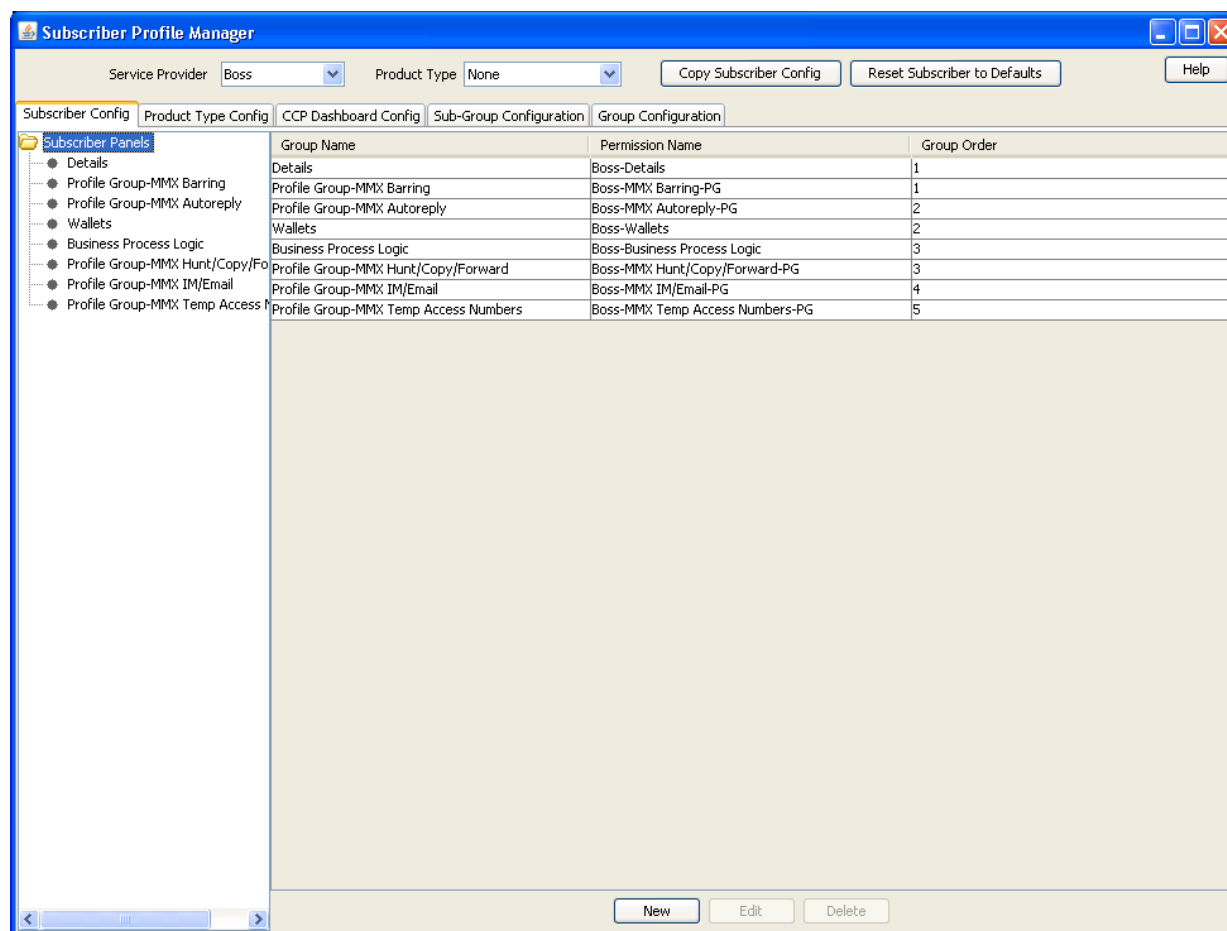 Subscriber Profile Manager
Service Provider Boss Product Type None Copy Subscriber Config Reset Subscriber to Defaults Help
Subscriber Config Product Type Config CCP Dashboard Config Sub-Group Configuration Group Configuration
Subscriber Panels
Details
Profile Group-MMX Barring
Profile Group-MMX Autoreply
Wallets
Business Process Logic
Profile Group-MMX Hunt/Copy/Fo
Profile Group-MMX IM/Email
Profile Group-MMX Temp Access N
Group Name Permission Name Group Order
Details Boss-Details 1
Profile Group-MMX Barring Boss-MMX Barring-PG 1
Profile Group-MMX Autoreply Boss-MMX Autoreply-PG 2
Wallets Boss-Wallets 2
Business Process Logic Boss-Business Process Logic 3
Profile Group-MMX Hunt/Copy/Forward Boss-MMX Hunt/Copy/Forward-PG 3
Profile Group-MMX IM/Email Boss-MMX IM/Email-PG 4
Profile Group-MMX Temp Access Numbers Boss-MMX Temp Access Numbers-PG 5
New Edit Delete